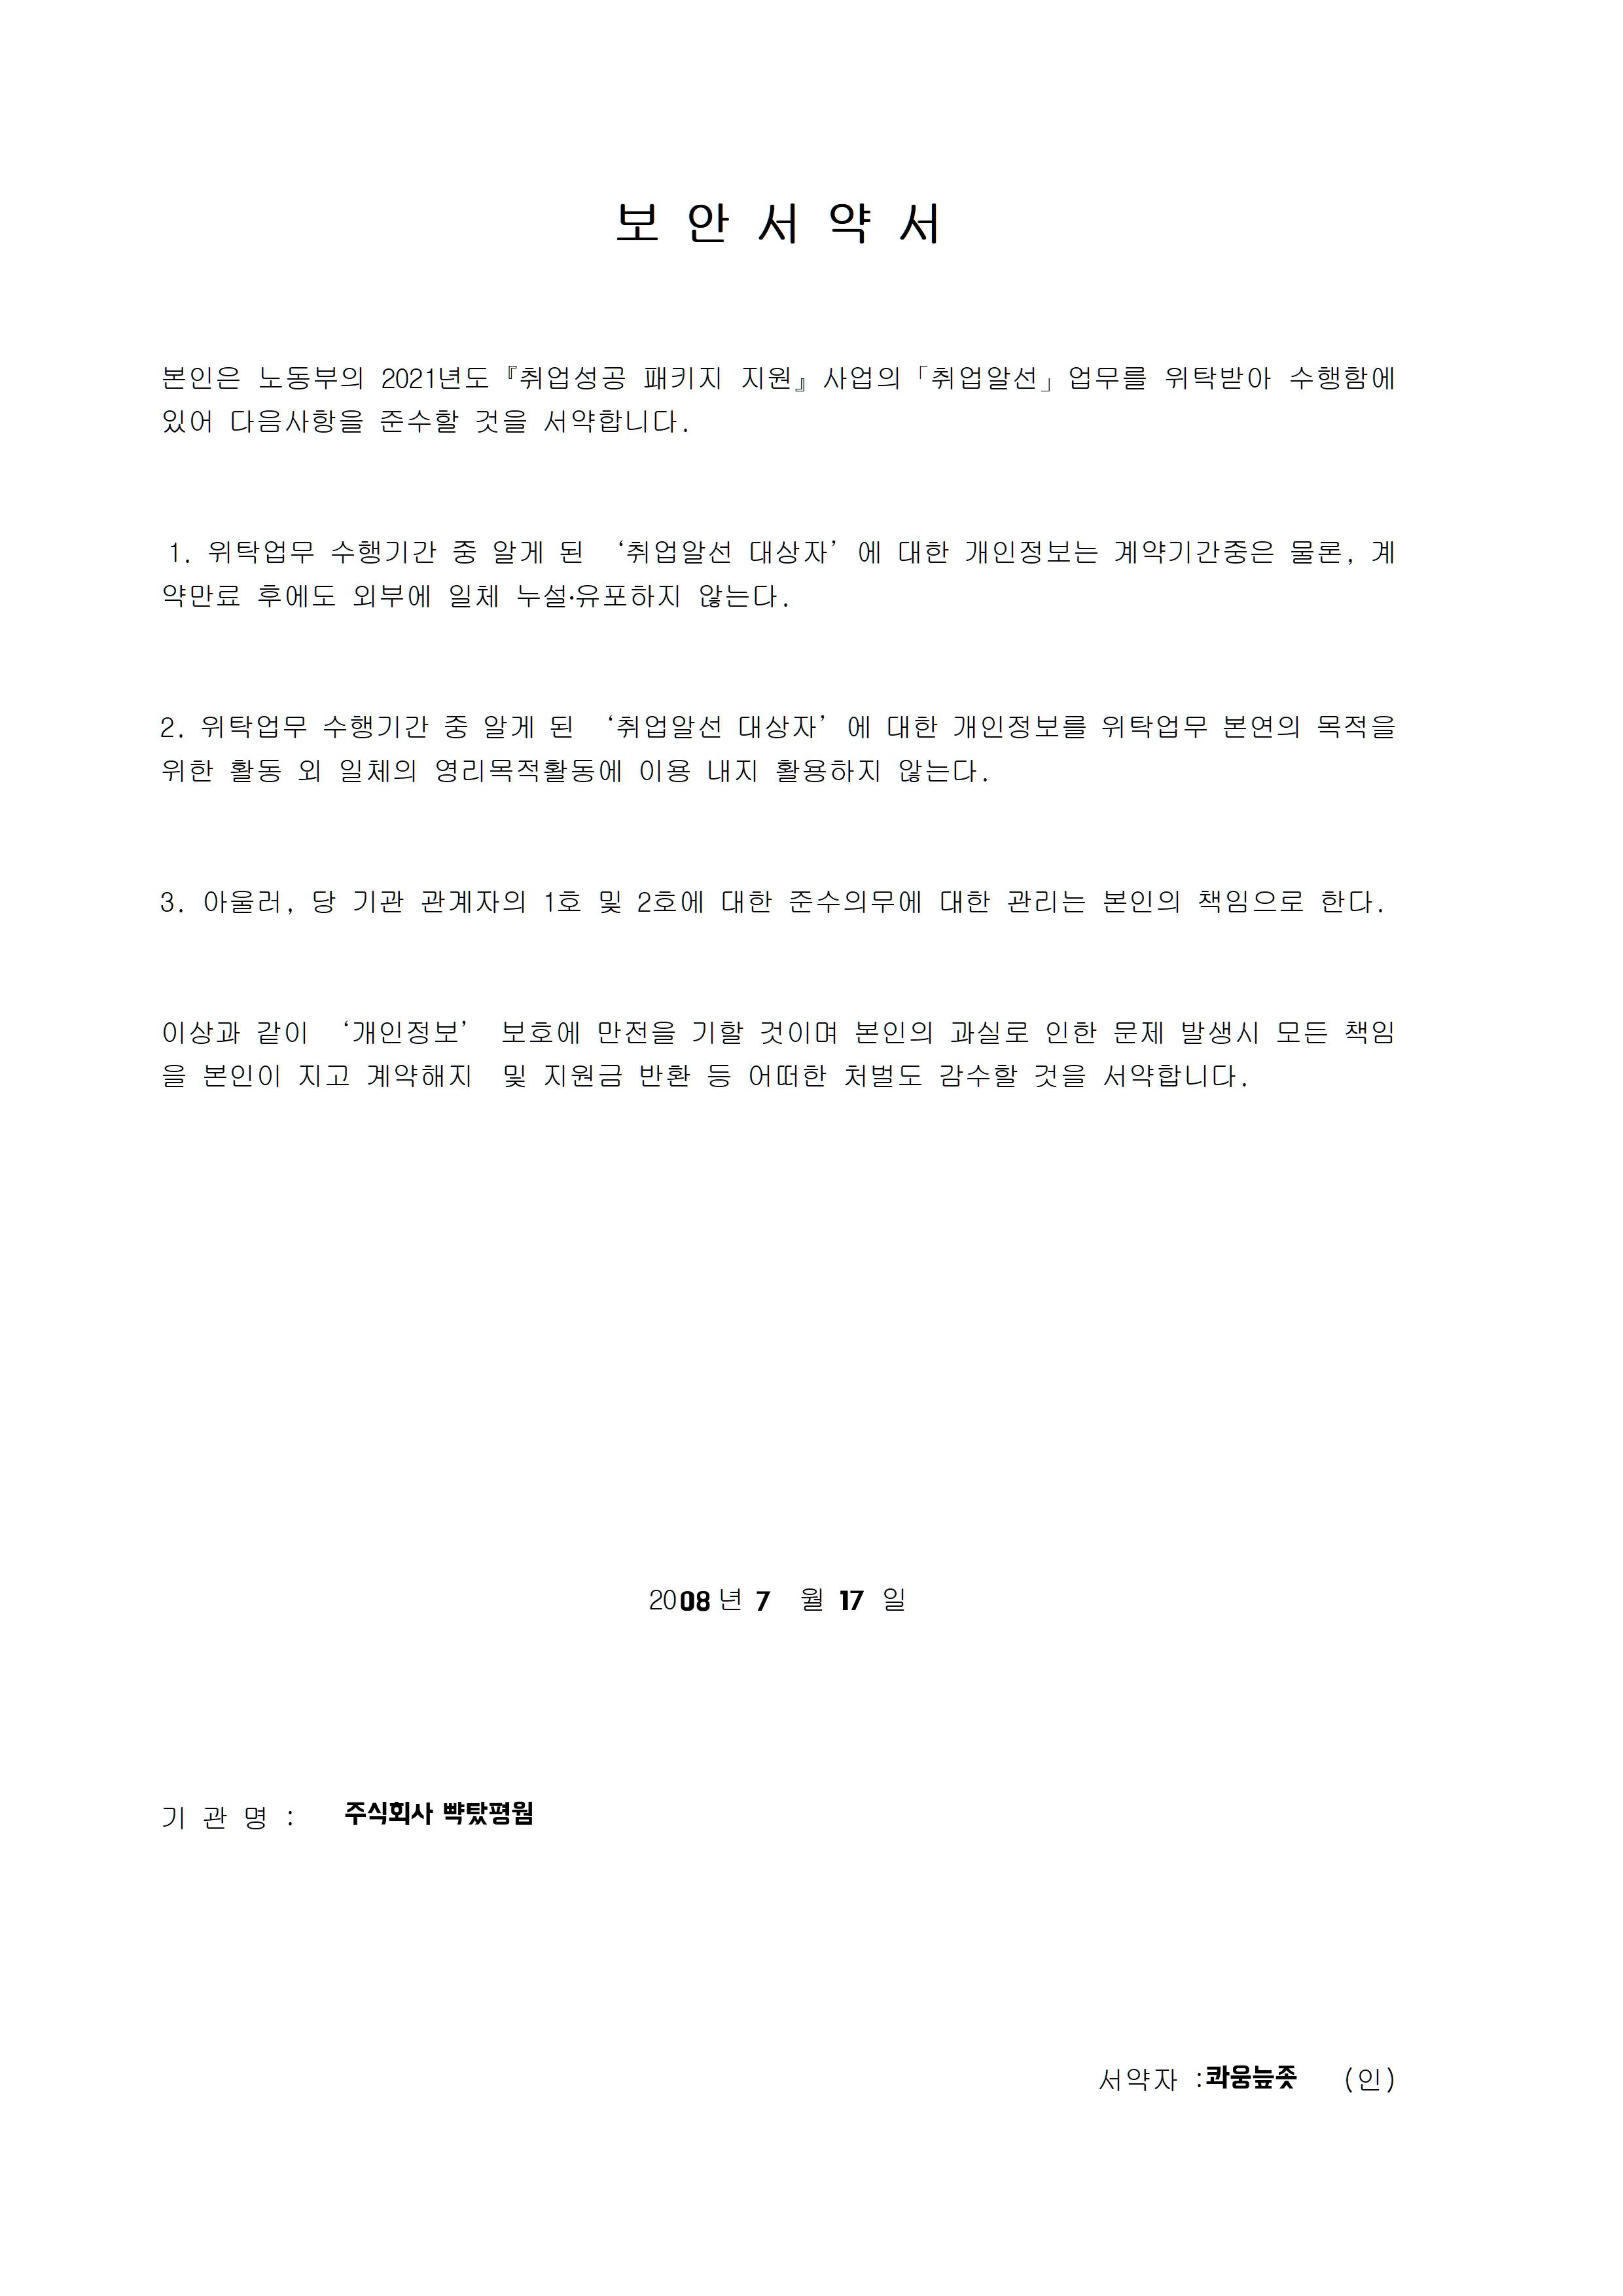 보 안 서 약 서
본인은 노동부의 2021년도『취업성공 패키지 지원』사업의「취업알선」업무를 위탁받아 수행함에
있어 다음사항을 준수할 것을 서약합니다.
1. 위탁업무 수행기간 중 알게 된 ‘취업알선 대상자’에 대한 개인정보는 계약기간중은 물론, 계
약만료 후에도 외부에 일체 누설·유포하지 않는다.
2. 위탁업무 수행기간 중 알게 된 ‘취업알선 대상자’에 대한 개인정보를 위탁업무 본연의 목적을
위한 활동 외 일체의 영리목적활동에 이용 내지 활용하지 않는다.
3. 아울러, 당 기관 관계자의 1호 및 2호에 대한 준수의무에 대한 관리는 본인의 책임으로 한다.
이상과 같이 ‘개인정보’ 보호에 만전을 기할 것이며 본인의 과실로 인한 문제 발생시 모든 책임
을 본인이 지고 계약해지 및 지원금 반환 등 어떠한 처벌도 감수할 것을 서약합니다.
2008 년 7 월 17 일
기 관 명 : 주식회사 뺙탔평웜
서약자 :콰웅늪좃 (인)